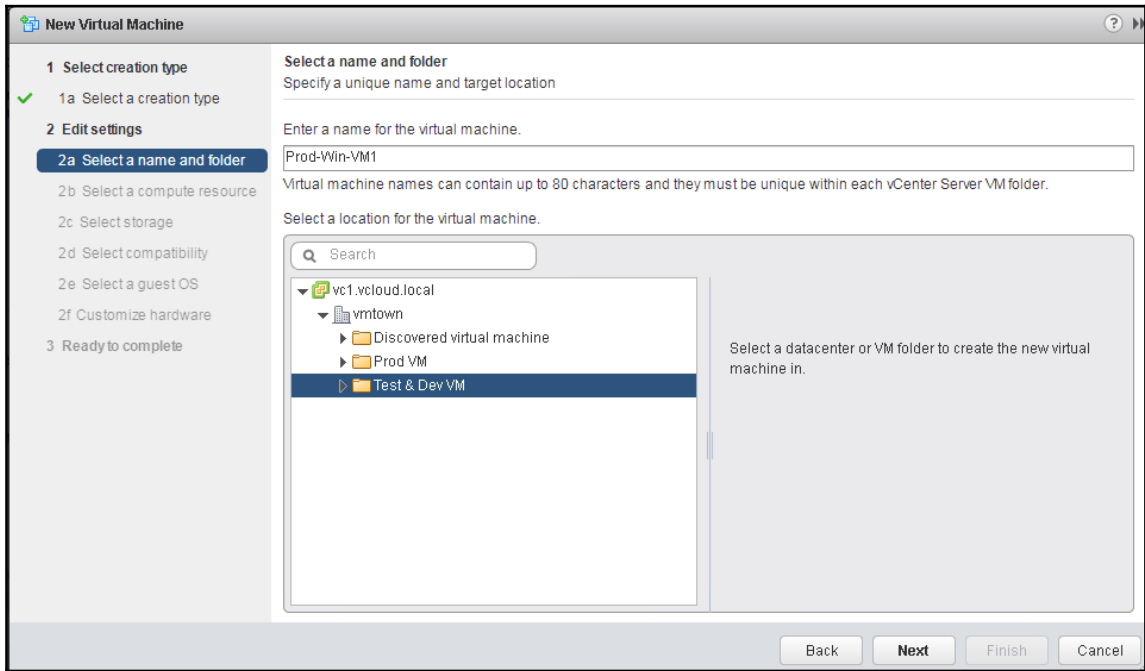 New Virtual Machine
?
1 Select creation type
1a Select a creation type
2 Edit settings
2a Select a name and folder
2b Select a compute resource
2c Select storage
2d Select compatibility
2e Select a guest OS
2f Customize hardware
3 Ready to complete
Select a name and folder
Specify a unique name and target location
Enter a name for the virtual machine.
Prod-Win-VM1
Virtual machine names can contain up to 80 characters and they must be unique within each vCenter Server VM folder.
Select a location for the virtual machine.
Search
vc1.vcloud.local
vmtown
Discovered virtual machine
Prod VM
Test & Dev VM
Select a datacenter or VM folder to create the new virtual
machine in.
Back Next Finish Cancel